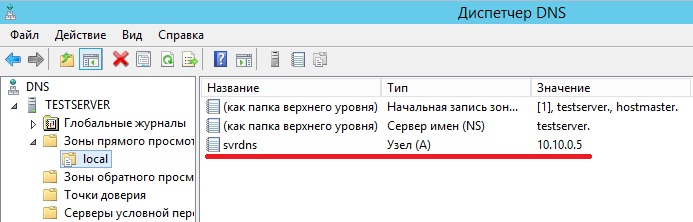 Диспетчер DNS
Файл Действие Вид Справка
DNS
TESTSERVER
Глобальные журналы
Зоны прямого просмот
local
Зоны обратного просм
Точки доверия
Серверы условной пер
Название Тип Значение
(как папка верхнего уровня) Начальная запись зон... [1], testserver., hostmaster.
(как папка верхнего уровня) Сервер имен (NS) testserver.
svrdns Узел (A) 10.10.0.5